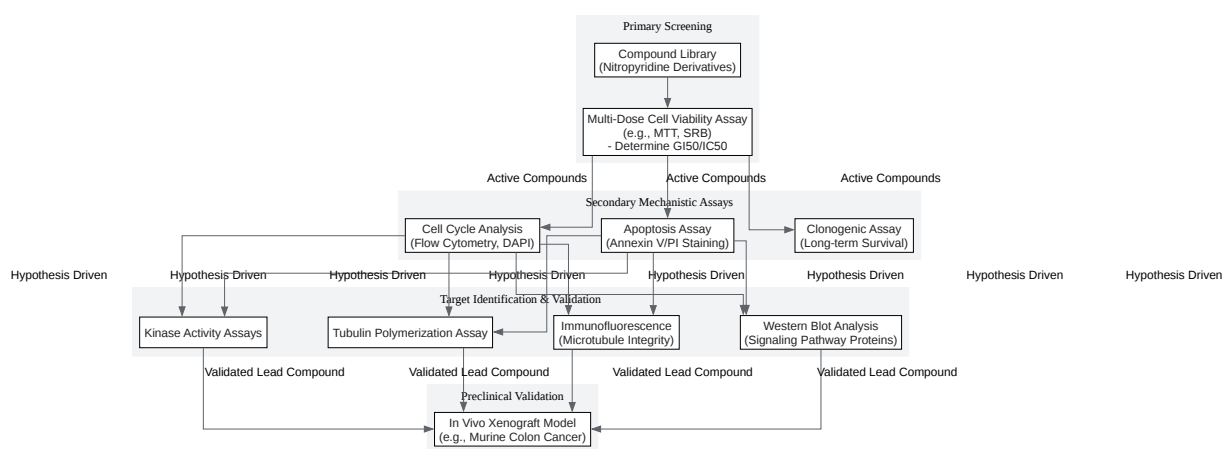 Primary Screening
Compound Library
(Nitropyridine Derivatives)
Multi-Dose Cell Viability Assay
(e.g., MTT, SRB)
- Determine GI50/IC50
Active Compounds
Active Compounds
Active Compounds
Secondary Mechanistic Assays
Cell Cycle Analysis
(Flow Cytometry, DAPI)
Apoptosis Assay
(Annexin V/PI Staining)
Clonogenic Assay
(Long-term Survival)
Hypothesis Driven
Hypothesis Driven
Hypothesis Driven
Hypothesis Driven
Hypothesis Driven
Hypothesis Driven
Hypothesis Driven
Hypothesis Driven
Target Identification & Validation
Kinase Activity Assays
Tubulin Polymerization Assay
Immunofluorescence
(Microtubule Integrity)
Western Blot Analysis
(Signaling Pathway Proteins)
Validated Lead Compound
Validated Lead Compound
Validated Lead Compound
Validated Lead Compound
Preclinical Validation
In Vivo Xenograft Model
(e.g., Murine Colon Cancer)